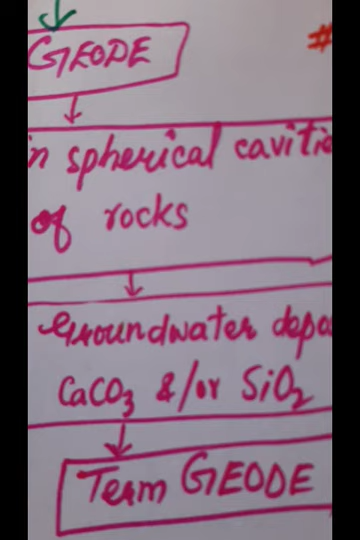 GEODE
#
in spherical cavitie
of rocks
Groundwater depo
CaCO3 &/or SiO2
Term GEODE